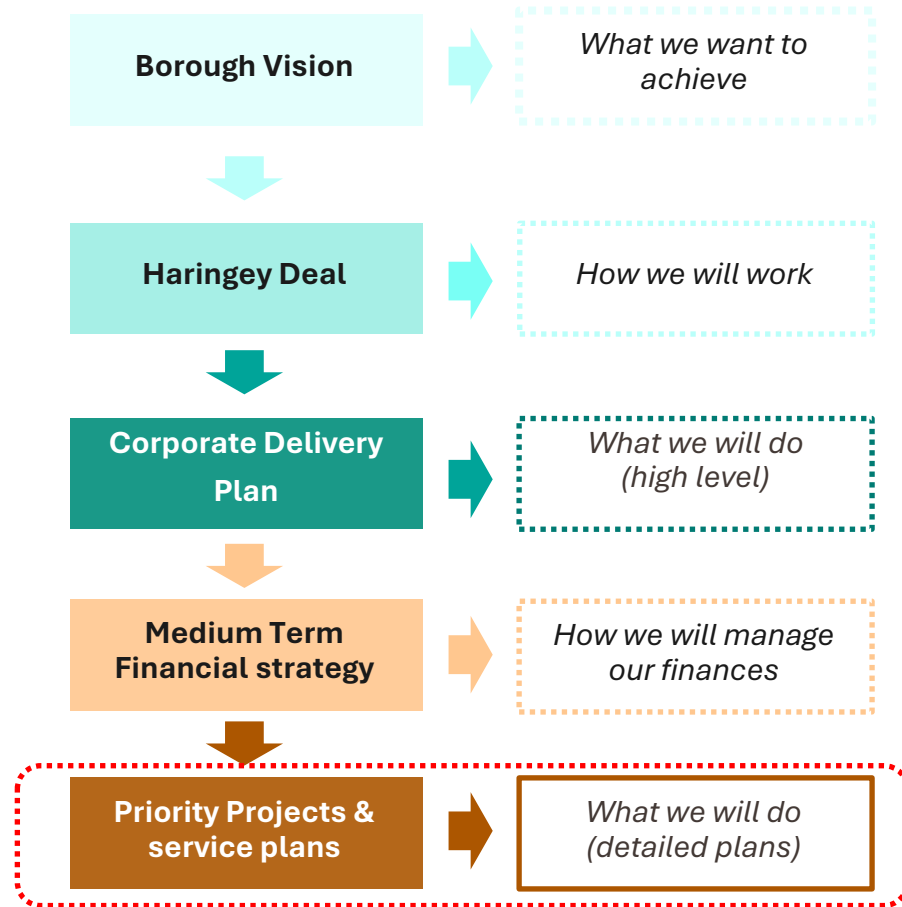 Borough Vision
What we want to
achieve
Haringey Deal
How we will work
Corporate Delivery
Plan
What we will do
(high level)
Medium Term
Financial strategy
How we will manage
our finances
Priority Projects &
service plans
What we will do
(detailed plans)